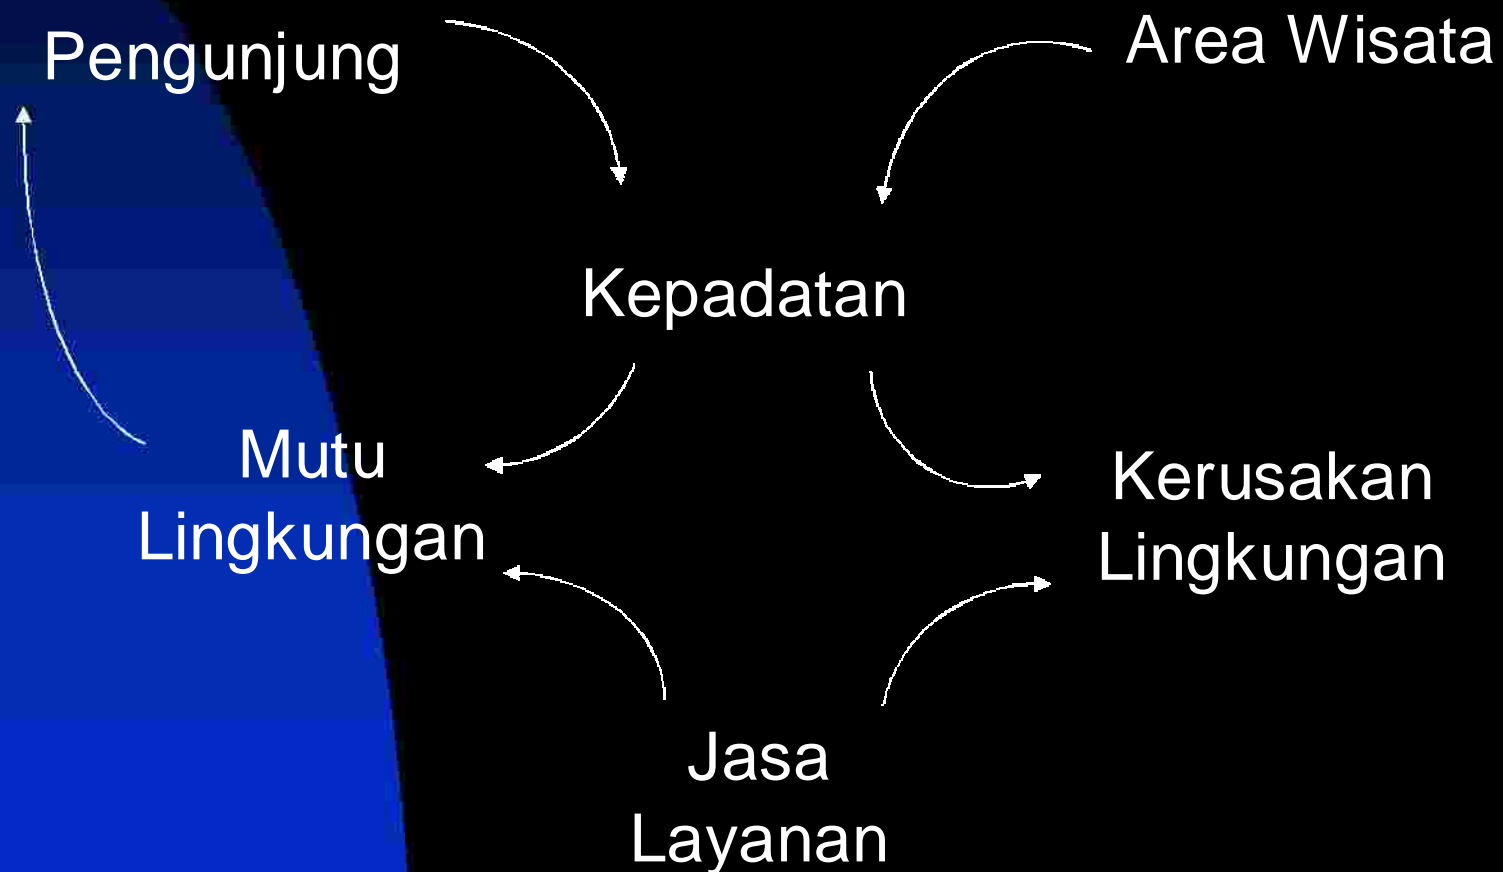 Pengunjung
Area Wisata
Kepadatan
Mutu
Lingkungan
Kerusakan
Lingkungan
Jasa
Layanan